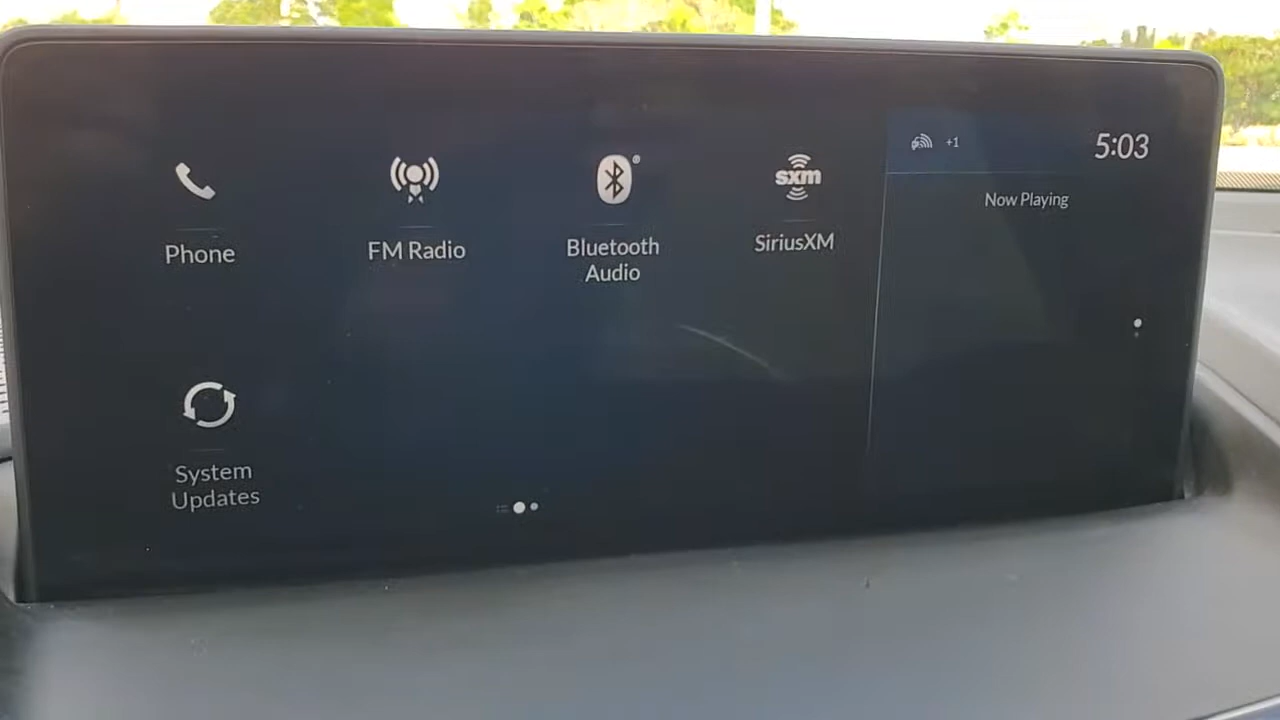 +1
5:03
Now Playing
sxm
Phone
FM Radio
Bluetooth
Audio
SiriusXM
System
Updates